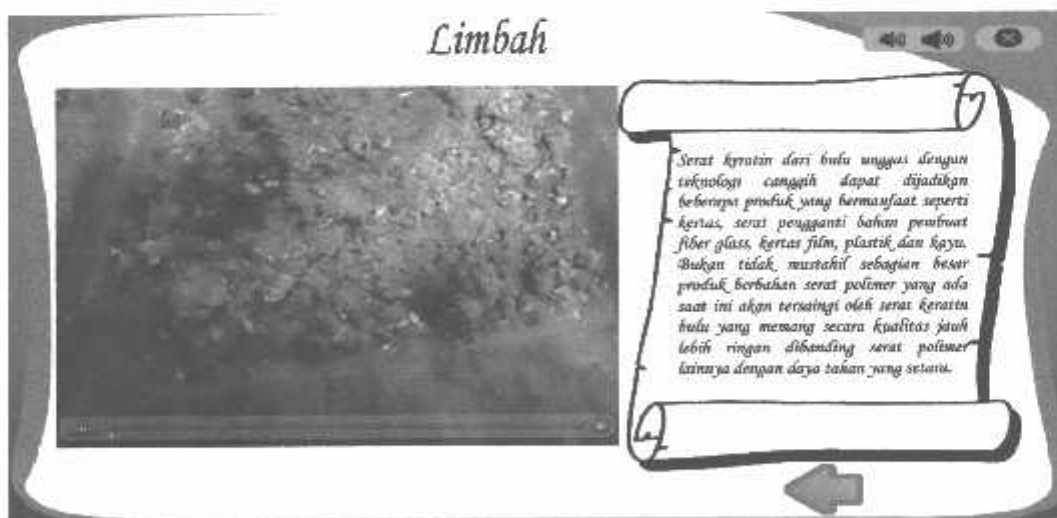 Limbah
Serat keratin dari bulu unggas dengan
teknologi canggih dapat dijadikan
beberapa produk yang bermanfaat seperti
kertas, serat pengganti bahan pembuat
fiber glass, kertas film, plastik dan kayu.
Bukan tidak mustahil sebagian besar
produk berbahan serat polimer yang ada
saat ini akan tersaingi oleh serat keratin
bulu yang memang secara kualitas jauh
lebih ringan dibanding serat polimer
lainnya dengan daya tahan yang setara.